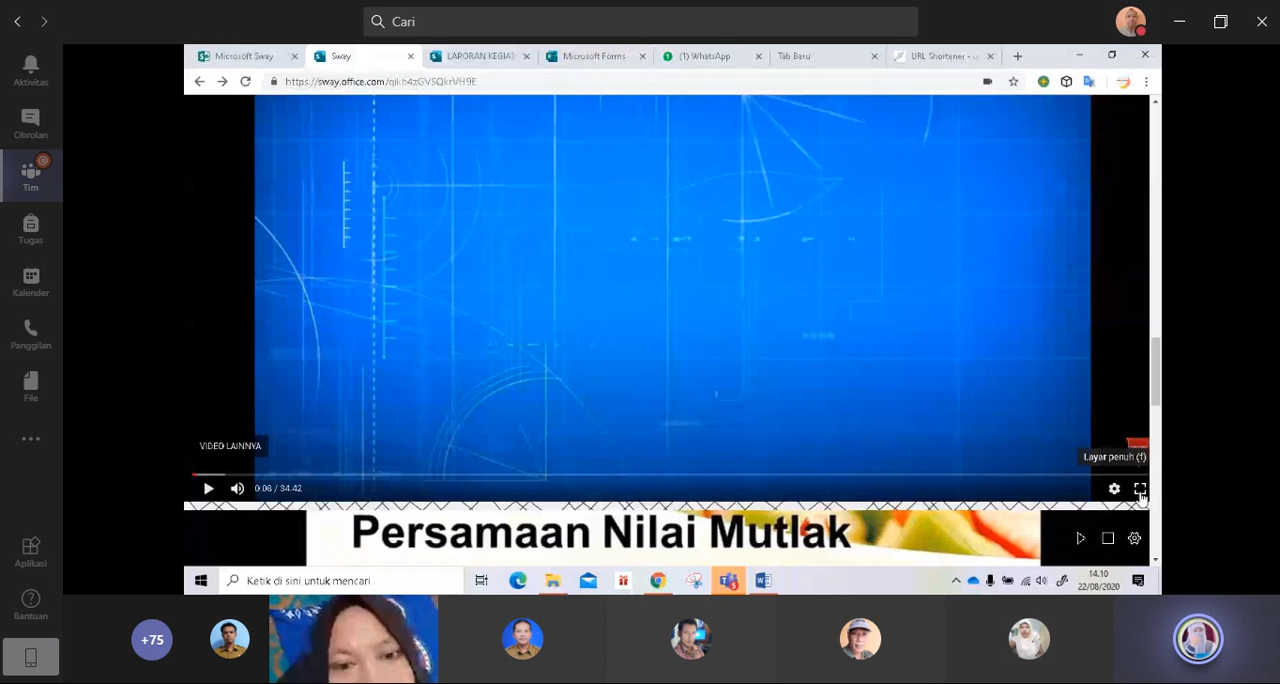 Cari
Aktivitas
Obrolan
Tim
Tugas
Kalender
Panggilan
File
Aplikasi
Bantuan
Microsoft Sway
Sway
LAPORAN KEGIAT
Microsoft Forms
(1) WhatsApp
Tab Baru
URL Shortener -
https://sway.office.com/qikh4zGVSQkrVH9E
VIDEO LAINNYA
Layar penuh (f)
0:08 / 34:42
Persamaan Nilai Mutlak
Ketik di sini untuk mencari
14.10
22/08/2020
+75